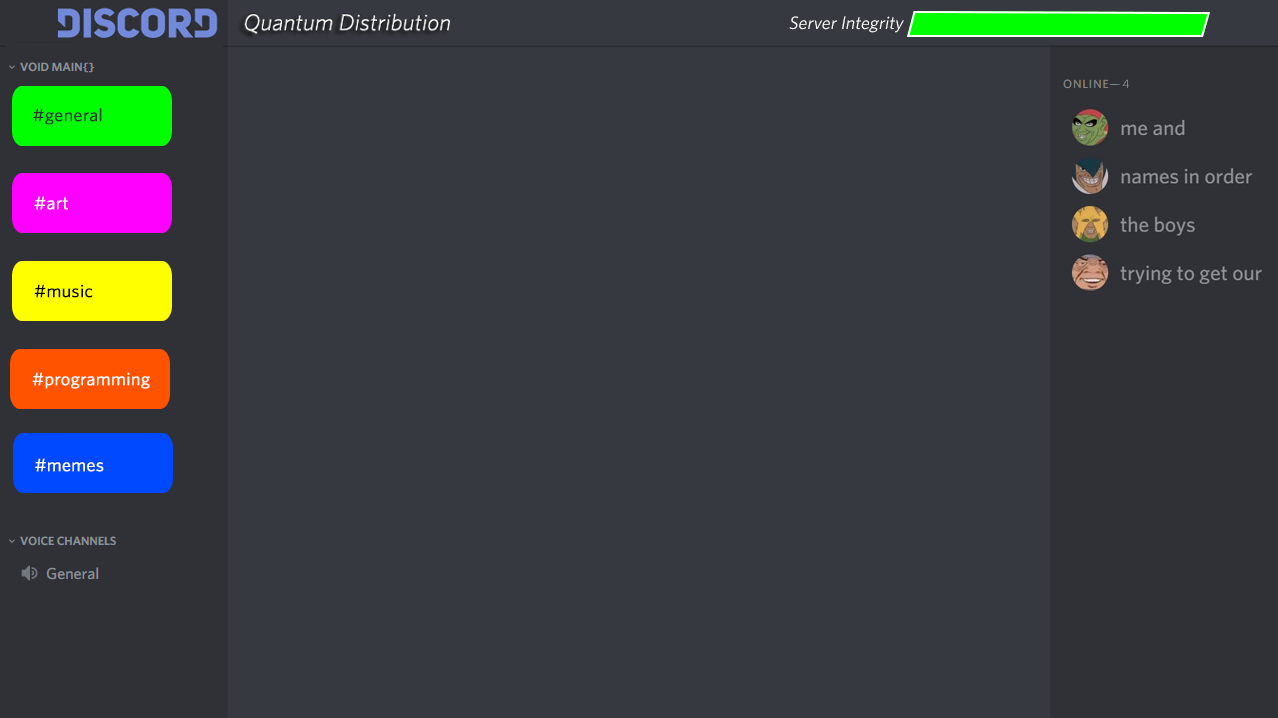 DISCORD
Quantum Distribution
Server Integrity
VOID MAIN{}
#general
#art
#music
#programming
#memes
VOICE CHANNELS
General
ONLINE—4
me and
names in order
the boys
trying to get our